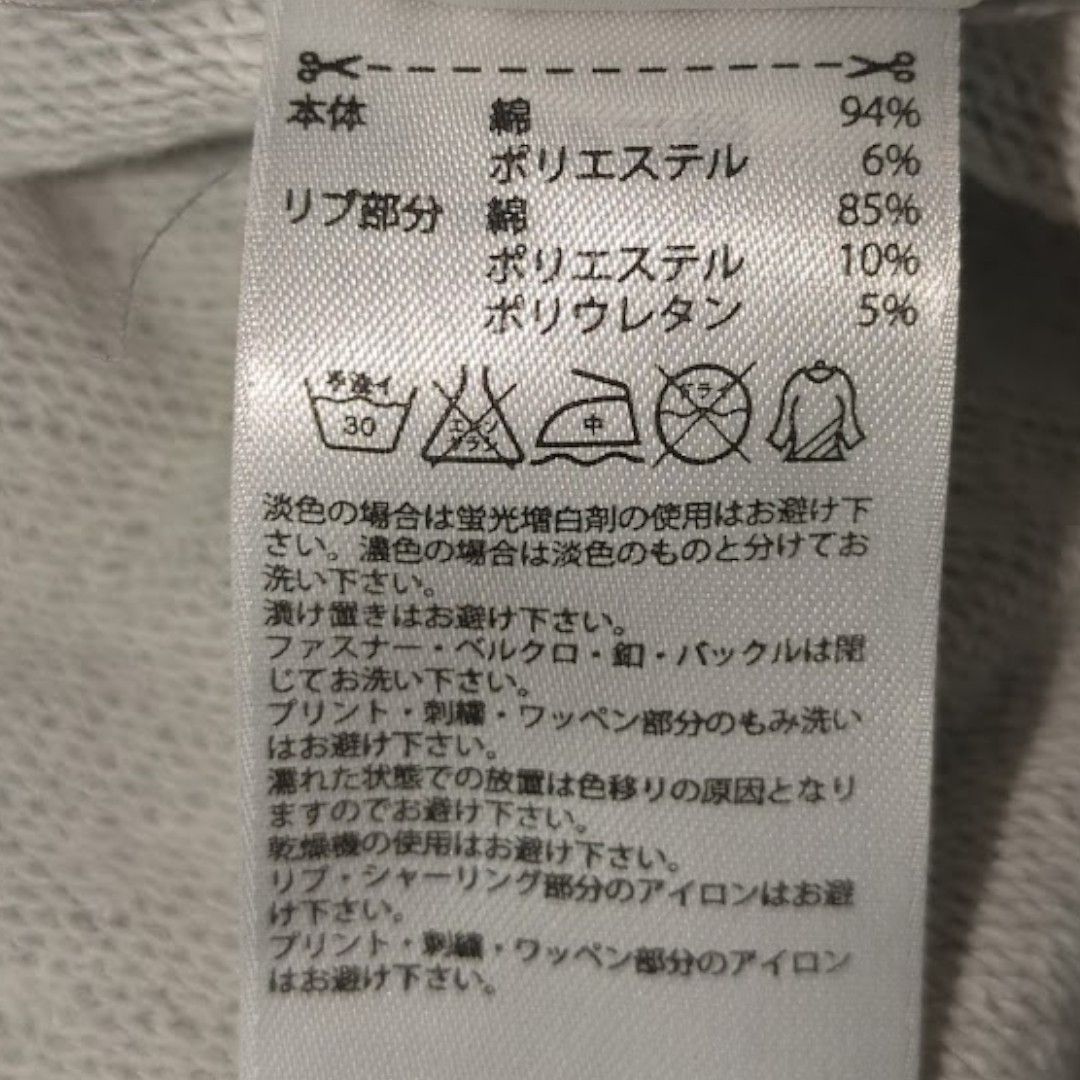 本体 綿 94%
ポリエステル 6%
リブ部分 綿 85%
ポリエステル 10%
ポリウレタン 5%
手洗イ
30
エンソ
サラシ
中
ドライ
淡色の場合は蛍光増白剤の使用はお避け下
さい。濃色の場合は淡色のものと分けてお
洗い下さい。
漬け置きはお避け下さい。
ファスナー・ベルクロ・釦・バックルは閉
じてお洗い下さい。
プリント・刺繍・ワッペン部分のもみ洗い
はお避け下さい。
濡れた状態での放置は色移りの原因となり
ますのでお避け下さい。
乾燥機の使用はお避け下さい。
リブ・シャーリング部分のアイロンはお避
け下さい。
プリント・刺繍・ワッペン部分のアイロン
はお避け下さい。